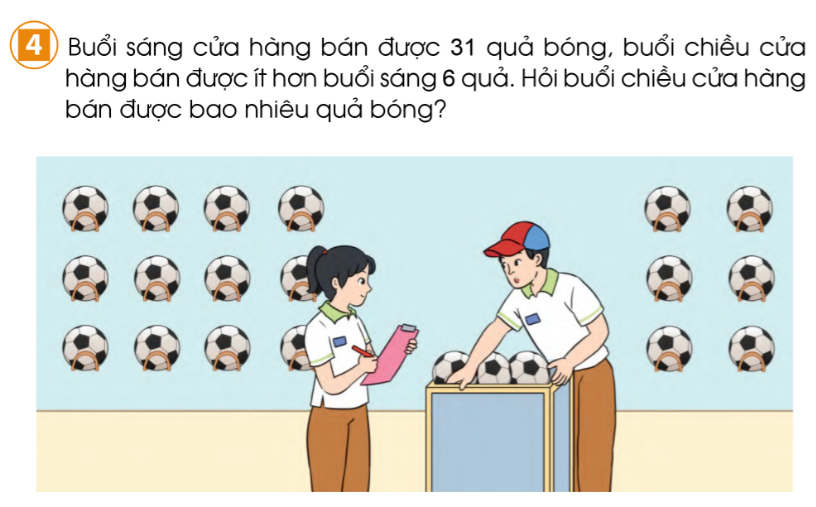 4 Buổi sáng cửa hàng bán được 31 quả bóng, buổi chiều cửa
hàng bán được ít hơn buổi sáng 6 quả. Hỏi buổi chiều cửa hàng
bán được bao nhiêu quả bóng?